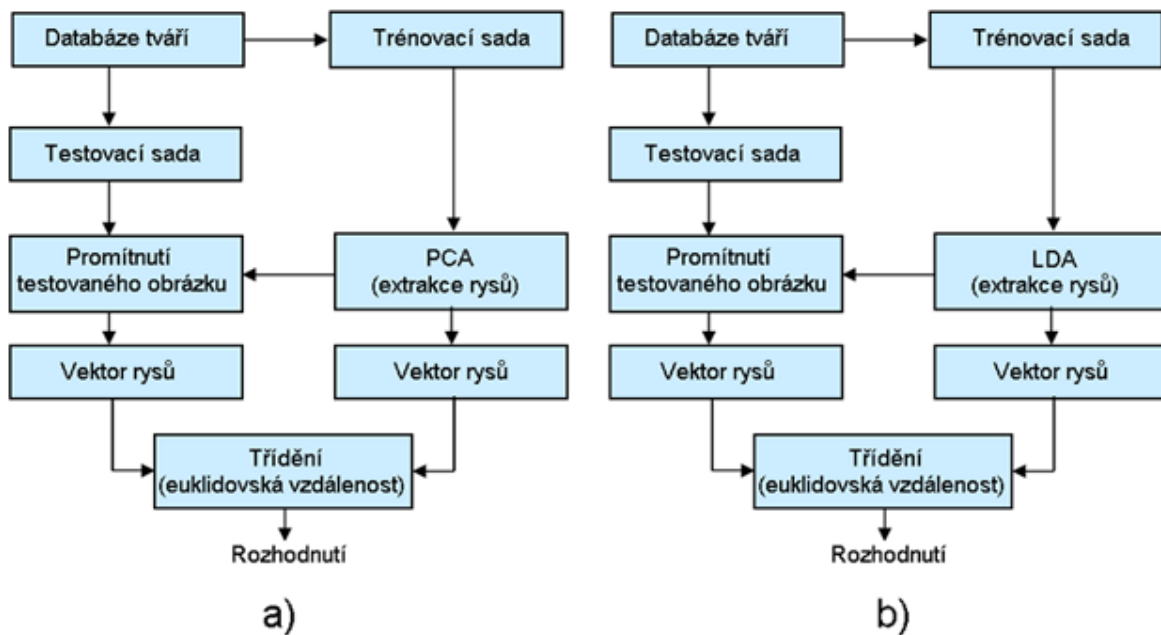 Databáze tváří
Trénovací sada
Testovací sada
Promítnutí
testovaného obrázku
PCA
(extrakce rysů)
Vektor rysů
Vektor rysů
Třídění
(euklidovská vzdálenost)
Rozhodnutí
a)
Databáze tváří
Trénovací sada
Testovací sada
Promítnutí
testovaného obrázku
LDA
(extrakce rysů)
Vektor rysů
Vektor rysů
Třídění
(euklidovská vzdálenost)
Rozhodnutí
b)